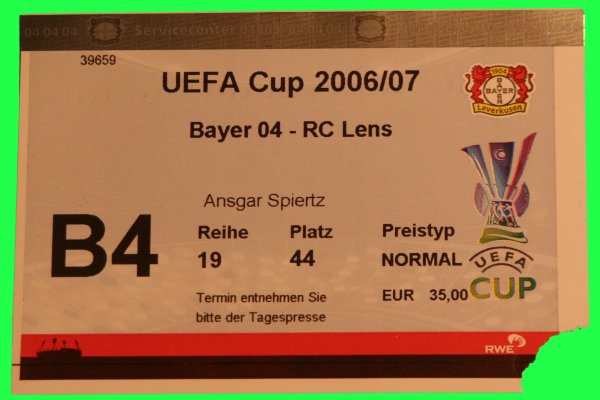 04 04 04 Servicecenter 01805 04 04 04
39659
UEFA Cup 2006/07
1904
BAYER
BAYER
Leverkusen
Bayer 04 - RC Lens
Ansgar Spiertz
B4
Reihe Platz Preistyp
19 44 NORMAL
UEFA
CUP
EUR 35,00
Termin entnehmen Sie
bitte der Tagespresse
RWE